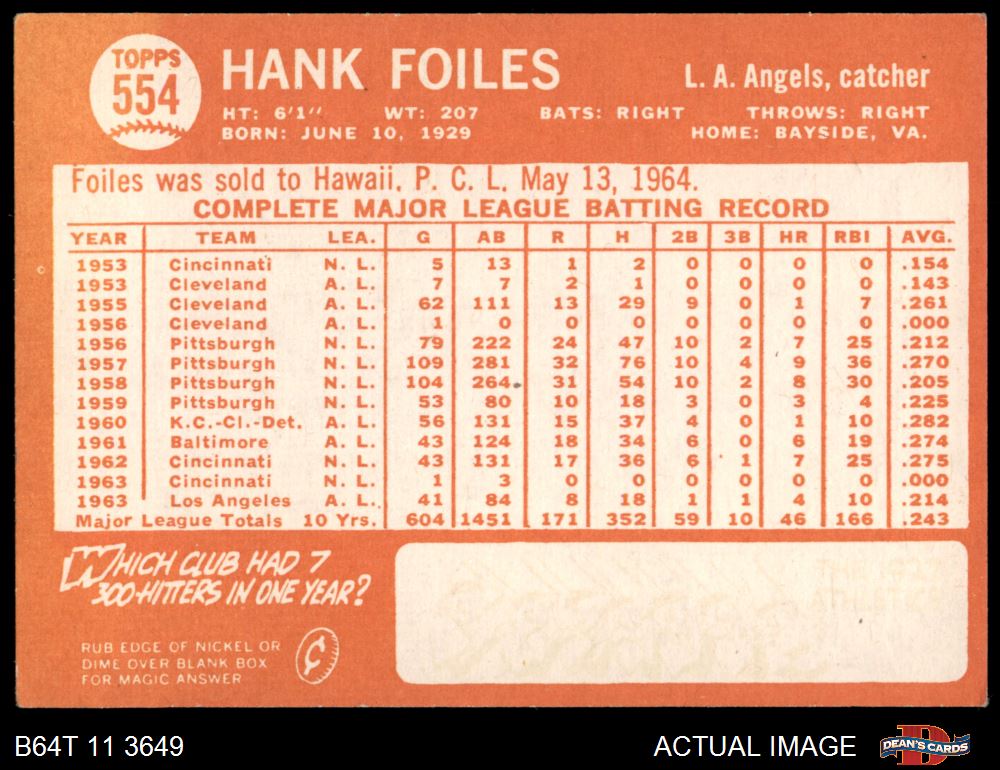 TOPPS
554
HANK FOILES
L. A. Angels, catcher
HT: 6'1" WT: 207 BATS: RIGHT THROWS: RIGHT
BORN: JUNE 10, 1929 HOME: BAYSIDE, VA.
Foiles was sold to Hawaii, P. C. L. May 13, 1964.
COMPLETE MAJOR LEAGUE BATTING RECORD
YEAR TEAM LEA. G AB R H 2B 3B HR RBI AVG.
1953 Cincinnati N. L. 5 13 1 2 0 0 0 0 .154
1953 Cleveland A. L. 7 7 2 1 0 0 0 0 .143
1955 Cleveland A. L. 62 111 13 29 9 0 1 7 .261
1956 Cleveland A. L. 1 0 0 0 0 0 0 0 .000
1956 Pittsburgh N. L. 79 222 24 47 10 2 7 25 .212
1957 Pittsburgh N. L. 109 281 32 76 10 4 9 36 .270
1958 Pittsburgh N. L. 104 264 31 54 10 2 8 30 .205
1959 Pittsburgh N. L. 53 80 10 18 3 0 3 4 .225
1960 K.C.-Cl.-Det. A. L. 56 131 15 37 4 0 1 10 .282
1961 Baltimore A. L. 43 124 18 34 6 0 6 19 .274
1962 Cincinnati N. L. 43 131 17 36 6 1 7 25 .275
1963 Cincinnati N. L. 1 3 0 0 0 0 0 0 .000
1963 Los Angeles A. L. 41 84 8 18 1 1 4 10 .214
Major League Totals 10 Yrs. 604 1451 171 352 59 10 46 166 .243
WHICH CLUB HAD 7
300-HITTERS IN ONE YEAR?
RUB EDGE OF NICKEL OR
DIME OVER BLANK BOX
FOR MAGIC ANSWER
¢
B64T 11 3649
ACTUAL IMAGE
D
DEAN'S CARDS